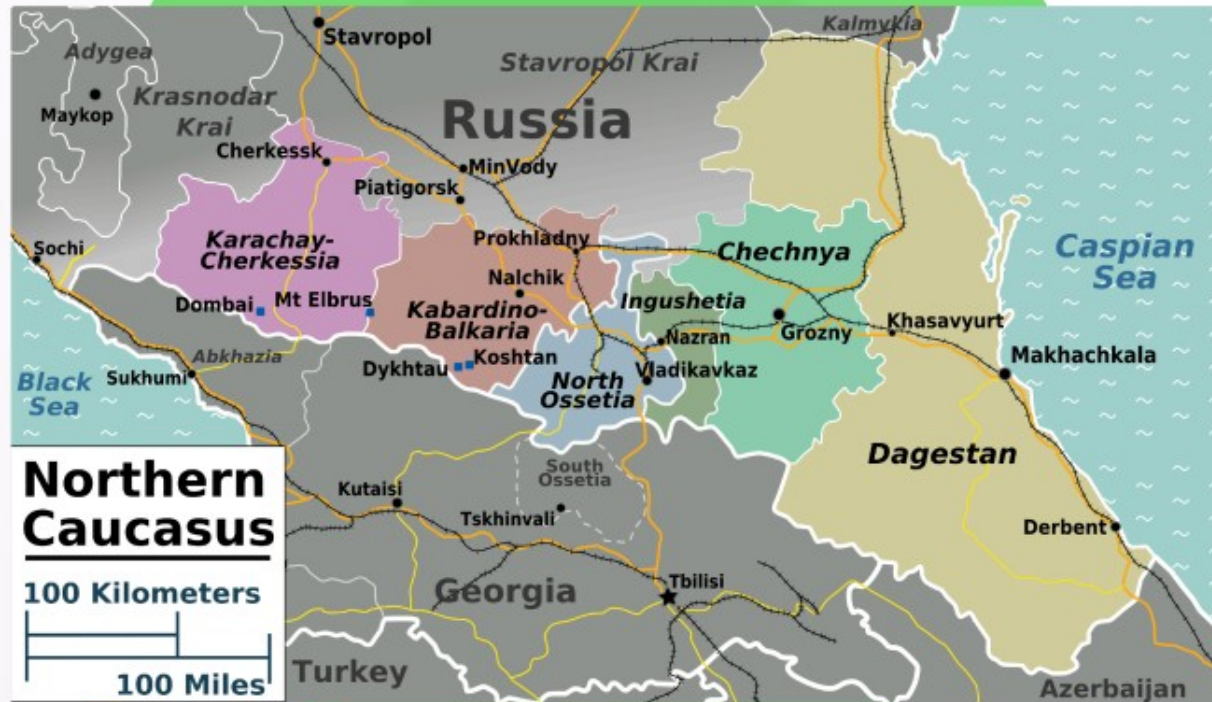 Kalmykia
Stavropol
Adygea
Stavropol Krai
Maykop
Krasnodar
Krai
Russia
Cherkessk
MinVody
Piatigorsk
Sochi
Karachay-
Cherkessia
Prokhladny
Chechnya
Caspian
Sea
Dombai
Mt Elbrus
Nalchik
Kabardino-
Balkaria
Ingushetia
Grozny
Khasavyurt
Nazran
Makhachkala
Abkhazia
Sukhumi
Dykhtau
Koshtan
Vladikavkaz
North
Ossetia
Black
Sea
Dagestan
Northern
Caucasus
South
Ossetia
Kutaisi
Tskhinvali
Derbent
100 Kilometers
Georgia
Tbilisi
Turkey
100 Miles
Azerbaijan